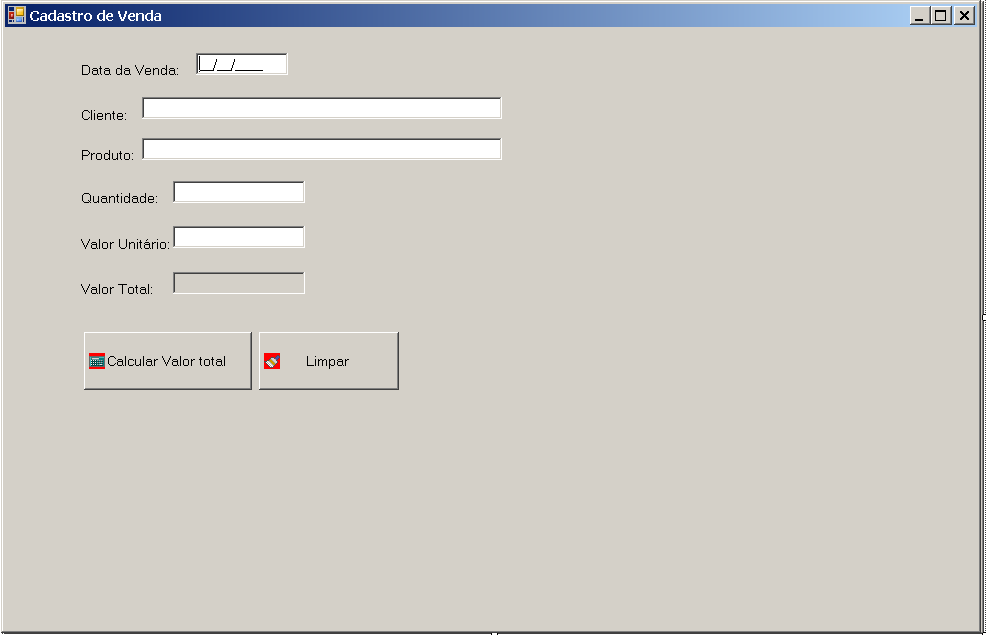 Cadastro de Venda
Data da Venda: __/__/____
Cliente:
Produto:
Quantidade:
Valor Unitário:
Valor Total:
Calcular Valor total Limpar